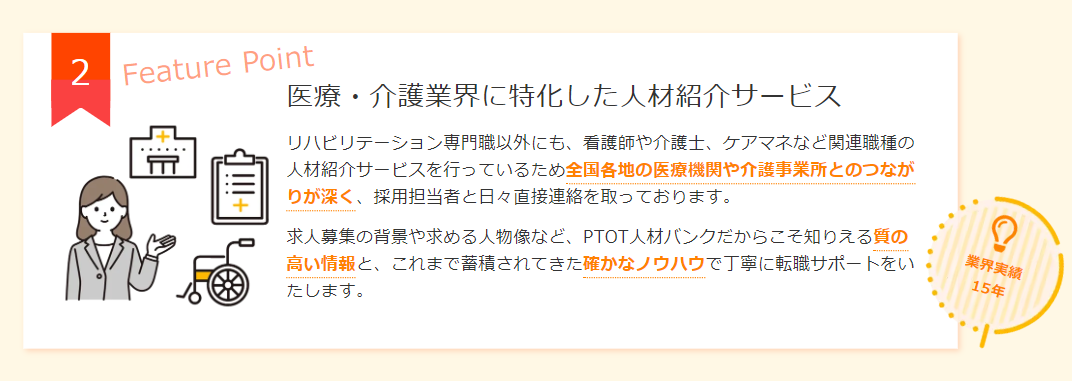 2
Feature Point
医療・介護業界に特化した人材紹介サービス
リハビリテーション専門職以外にも、看護師や介護士、ケアマネなど関連職種の
人材紹介サービスを行っているため全国各地の医療機関や介護事業所とのつなが
りが深く、採用担当者と日々直接連絡を取っております。
求人募集の背景や求める人物像など、PTOT人材バンクだからこそ知りえる質の
高い情報と、これまで蓄積されてきた確かなノウハウで丁寧に転職サポートをい
たします。
業界実績
15年